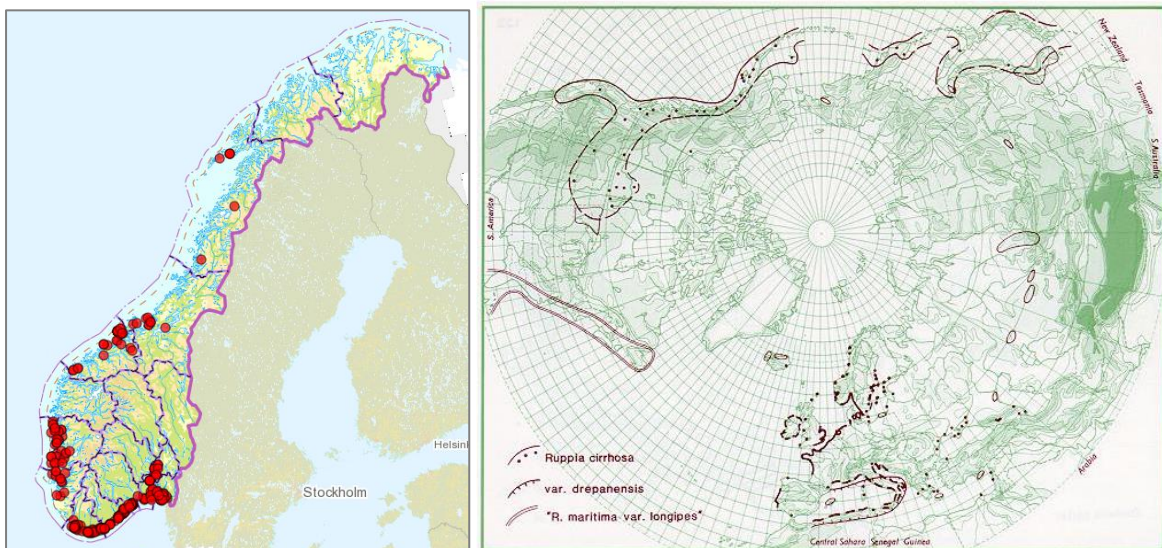 Helsink
Stockholm
New Zealand
Tasmania
S. Australia
S. America
Arabia
Central Sahara Senegal Guinea
Ruppia cirrhosa
var. drepanensis
"R. maritima var. longipes"